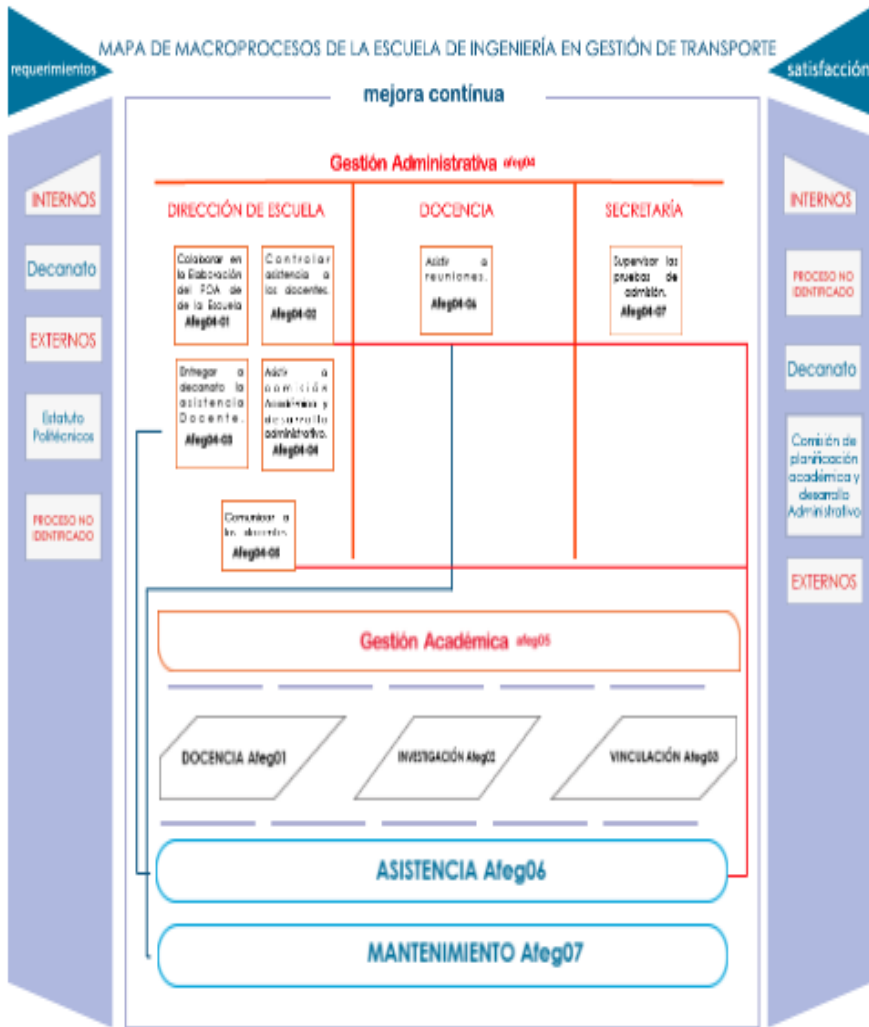 MAPA DE MACROPROCESOS DE LA ESCUELA DE INGENIERÍA EN GESTIÓN DE TRANSPORTE
requerimientos
satisfacción
mejora contínua
Gestión Administrativa afeg04
DIRECCIÓN DE ESCUELA
DOCENCIA
SECRETARÍA
Colaborar en
la Elaboración
del POA de
de la Escuela
Afeg04-01
Controlar
asistencia a
los docentes.
Afeg04-02
Asistir a
reuniones.
Afeg04-06
Supervisar las
pruebas de
admisión.
Afeg04-07
Entregar a
decanato la
asistencia
Docente.
Afeg04-03
Asistir a
comisión
Académica y
desarrollo
administrativo.
Afeg04-04
Comunicar a
los docentes
Afeg04-05
INTERNOS
Decanato
EXTERNOS
Estatuto
Politécnicos
PROCESO NO
IDENTIFICADO
INTERNOS
PROCESO NO
IDENTIFICADO
Decanato
Comisión de
planificación
académica y
desarrollo
Administrativo
EXTERNOS
Gestión Académica afeg05
DOCENCIA Afeg01
INVESTIGACIÓN Afeg02
VINCULACIÓN Afeg03
ASISTENCIA Afeg06
MANTENIMIENTO Afeg07